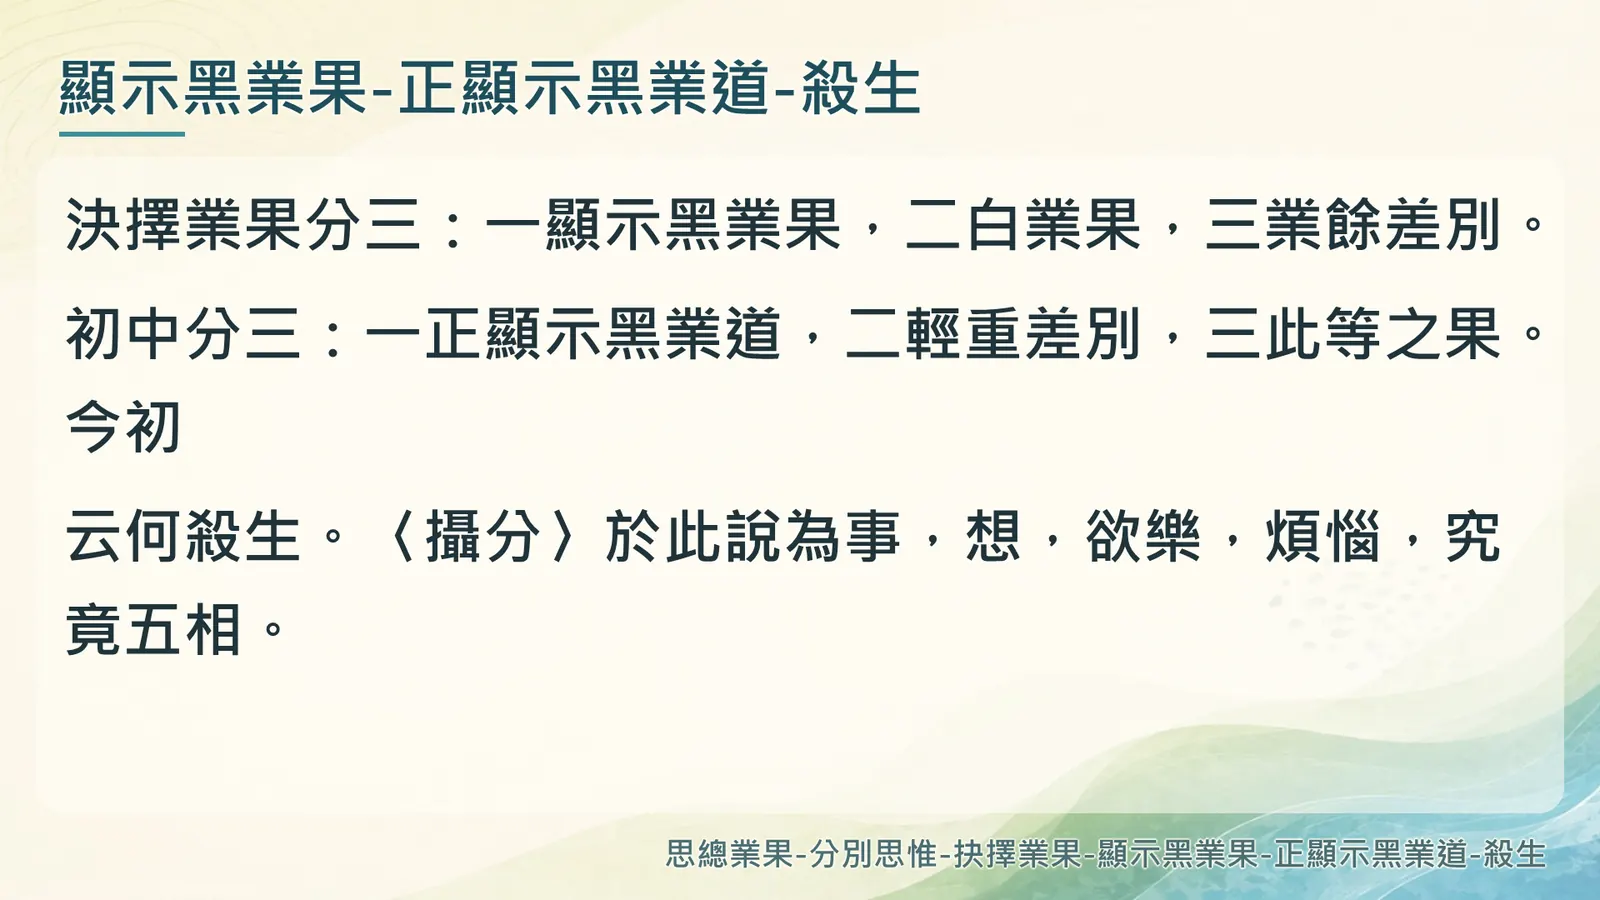 顯示黑業果-正顯示黑業道-殺生
決擇業果分三：一顯示黑業果，二白業果，三業餘差別。
初中分三：一正顯示黑業道，二輕重差別，三此等之果。
今初
云何殺生。〈攝分〉於此說為事，想，欲樂，煩惱，究
竟五相。
思總業果-分別思惟-抉擇業果-顯示黑業果-正顯示黑業道-殺生